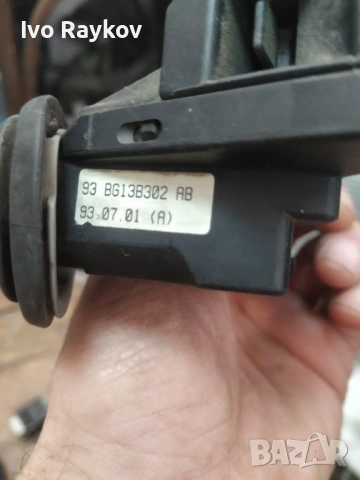 Ivo Raykov
93 BG13B302 AB
93.07.01 (A)
BAZAR